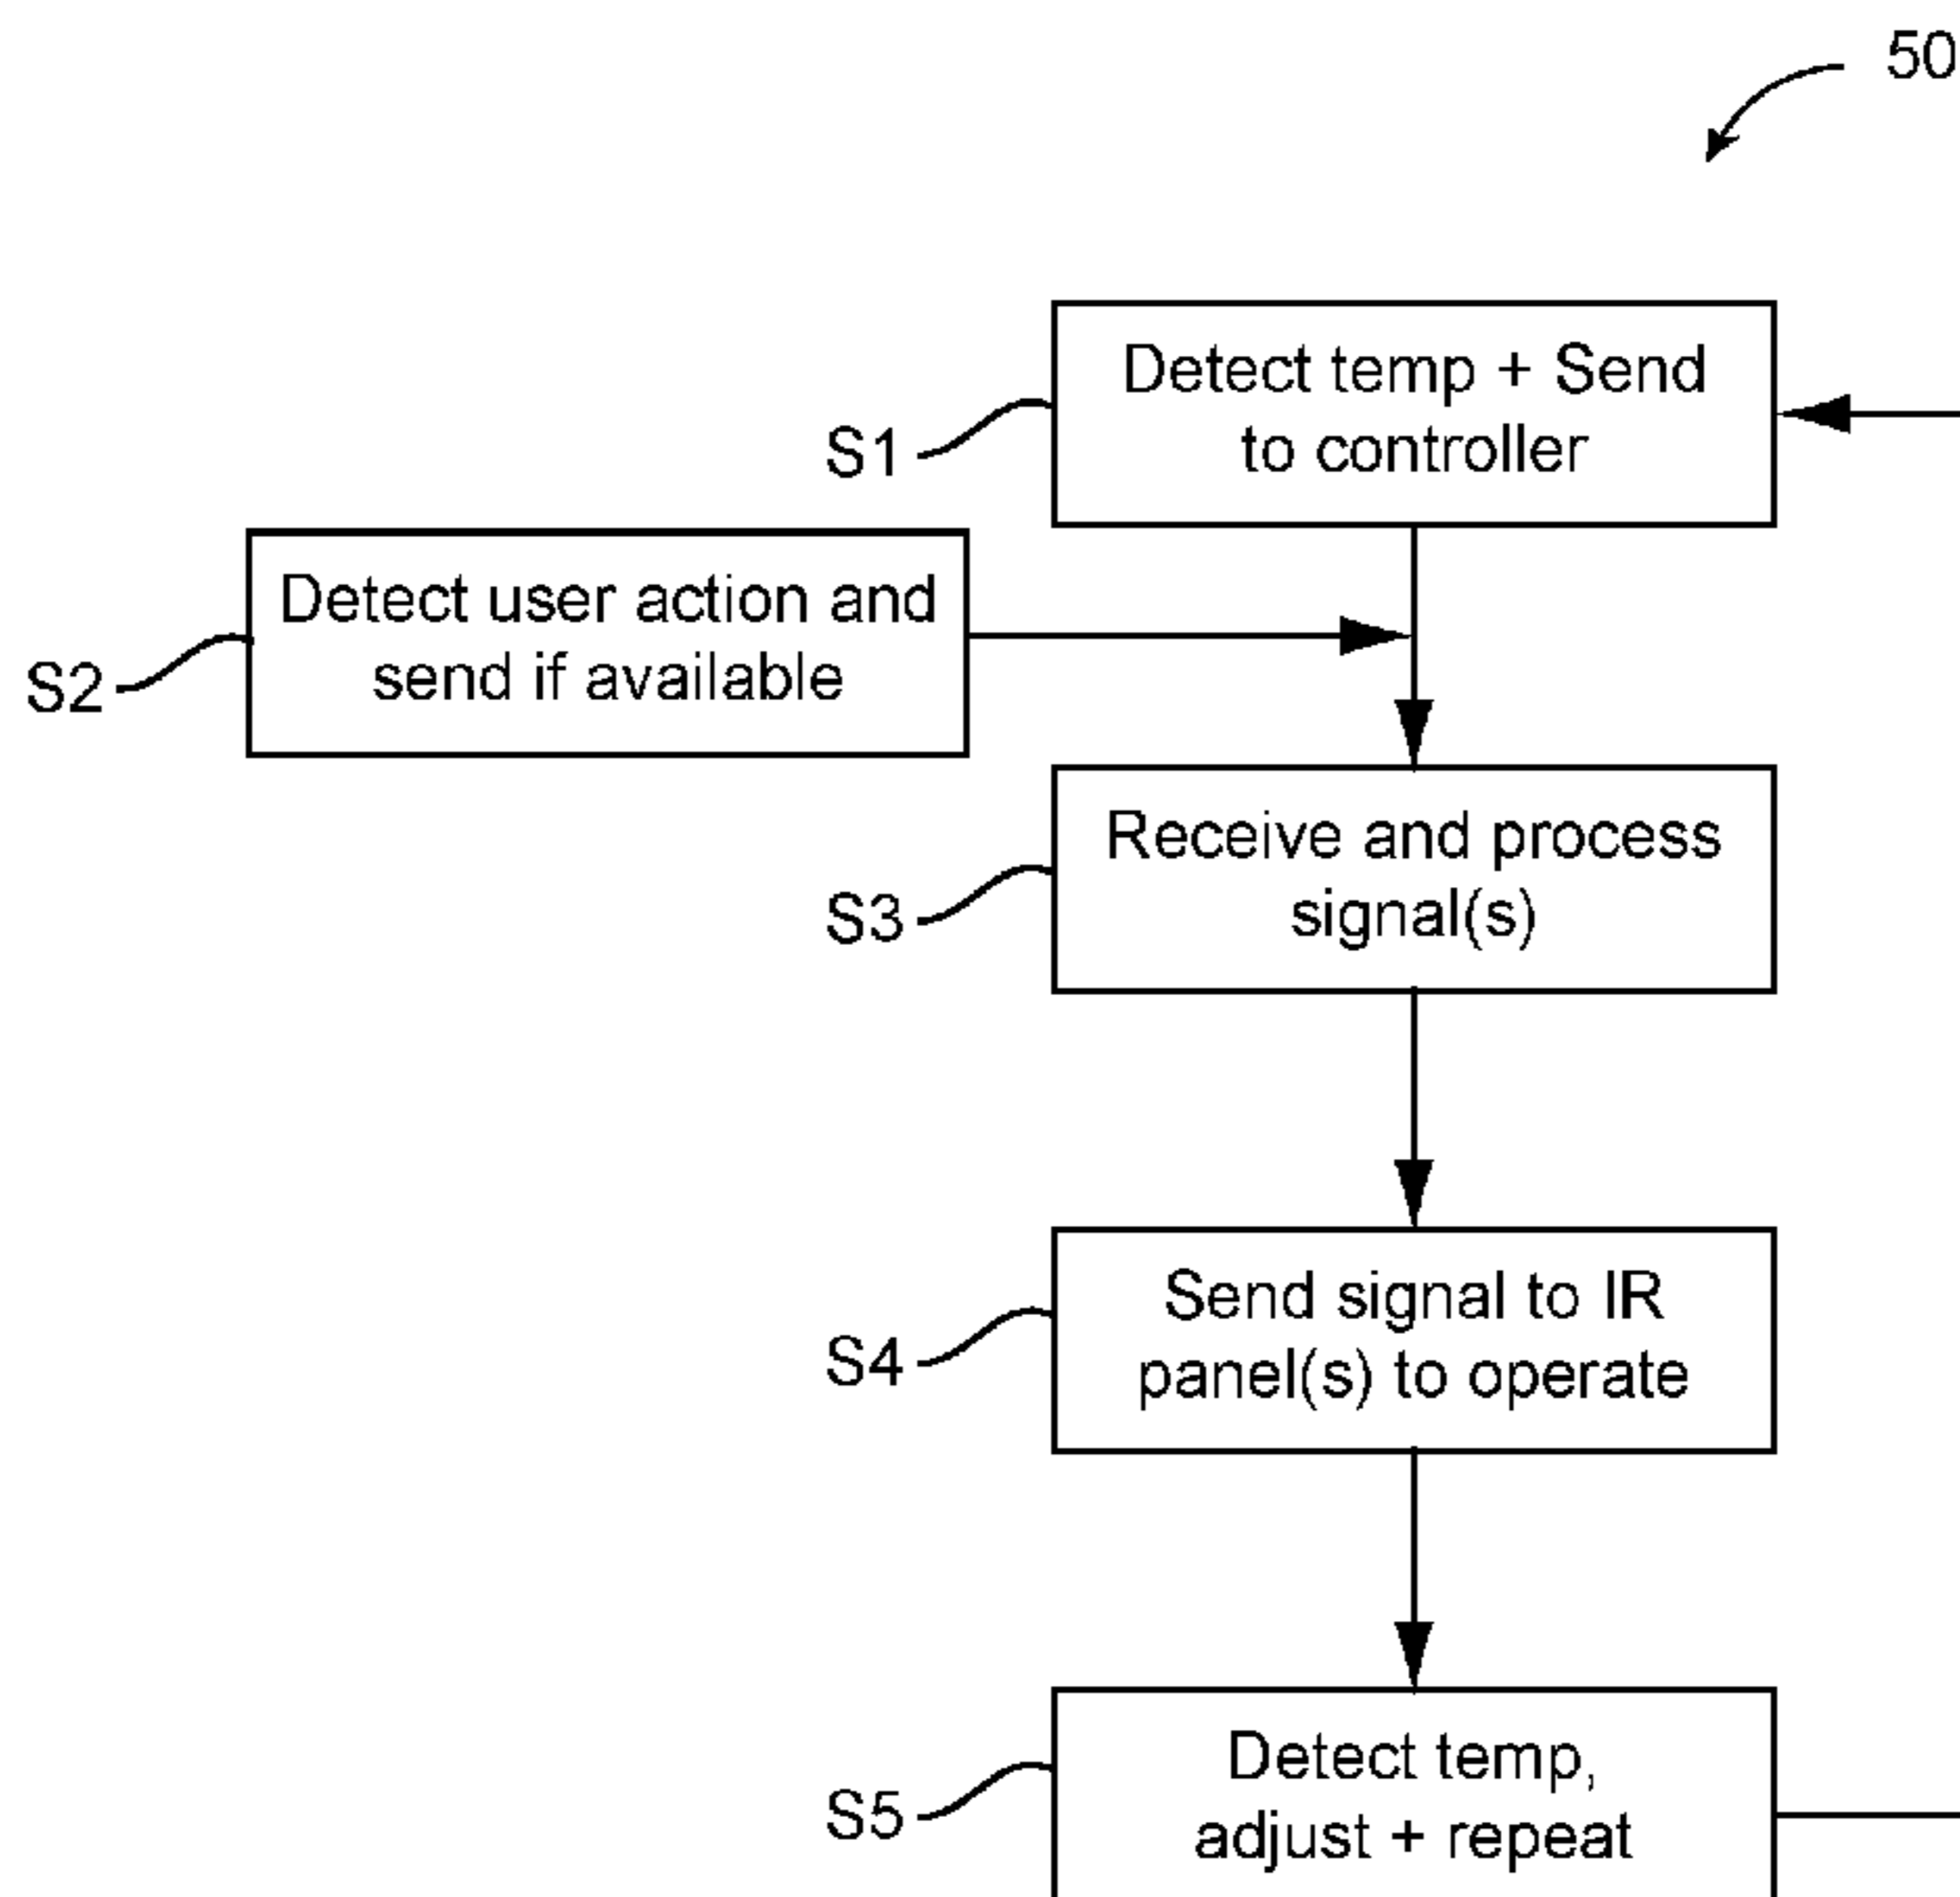 50
Detect temp + Send
to controller
S1
Detect user action and
send if available
S2
Receive and process
signal(s)
S3
Send signal to IR
panel(s) to operate
S4
Detect temp,
adjust + repeat
S5